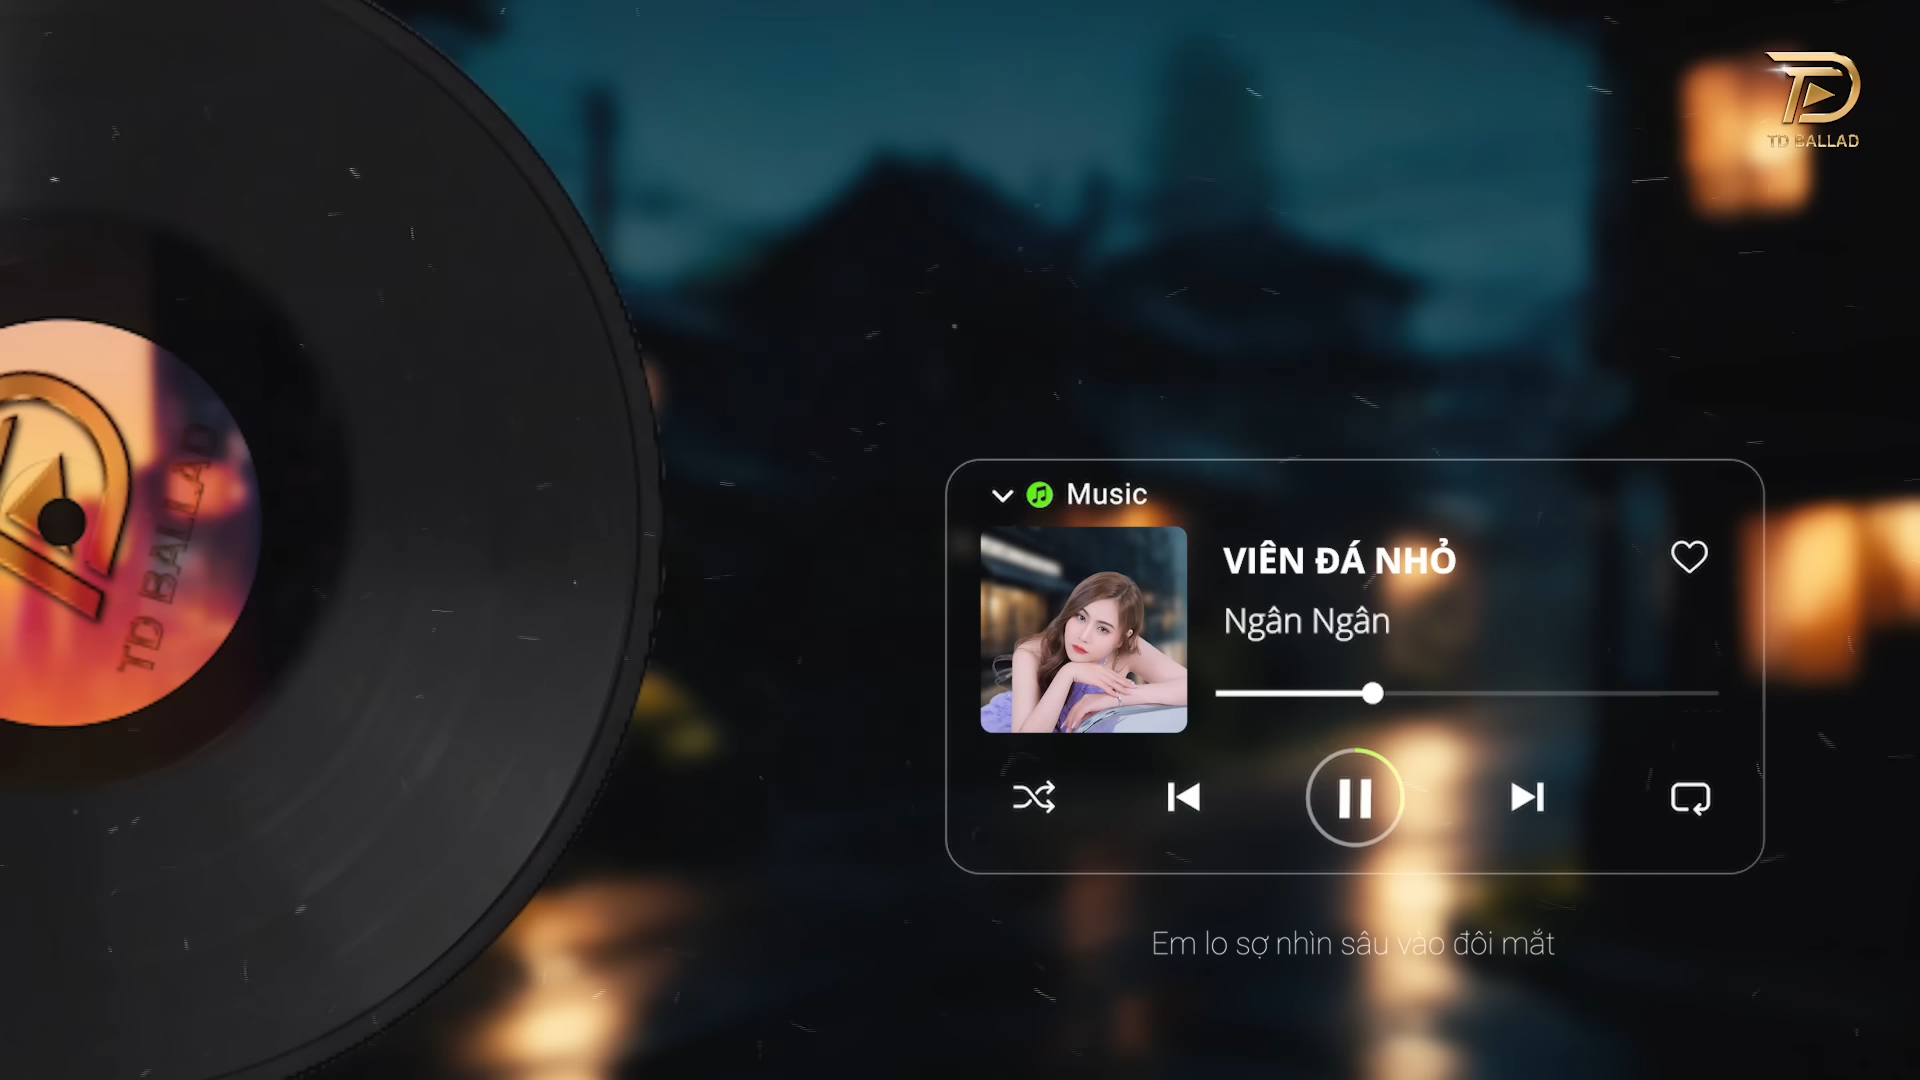 TD BALLAD
TD BALLAD
Music
VIÊN ĐÁ NHỎ
Ngân Ngân
Em lo sợ nhìn sâu vào đôi mắt